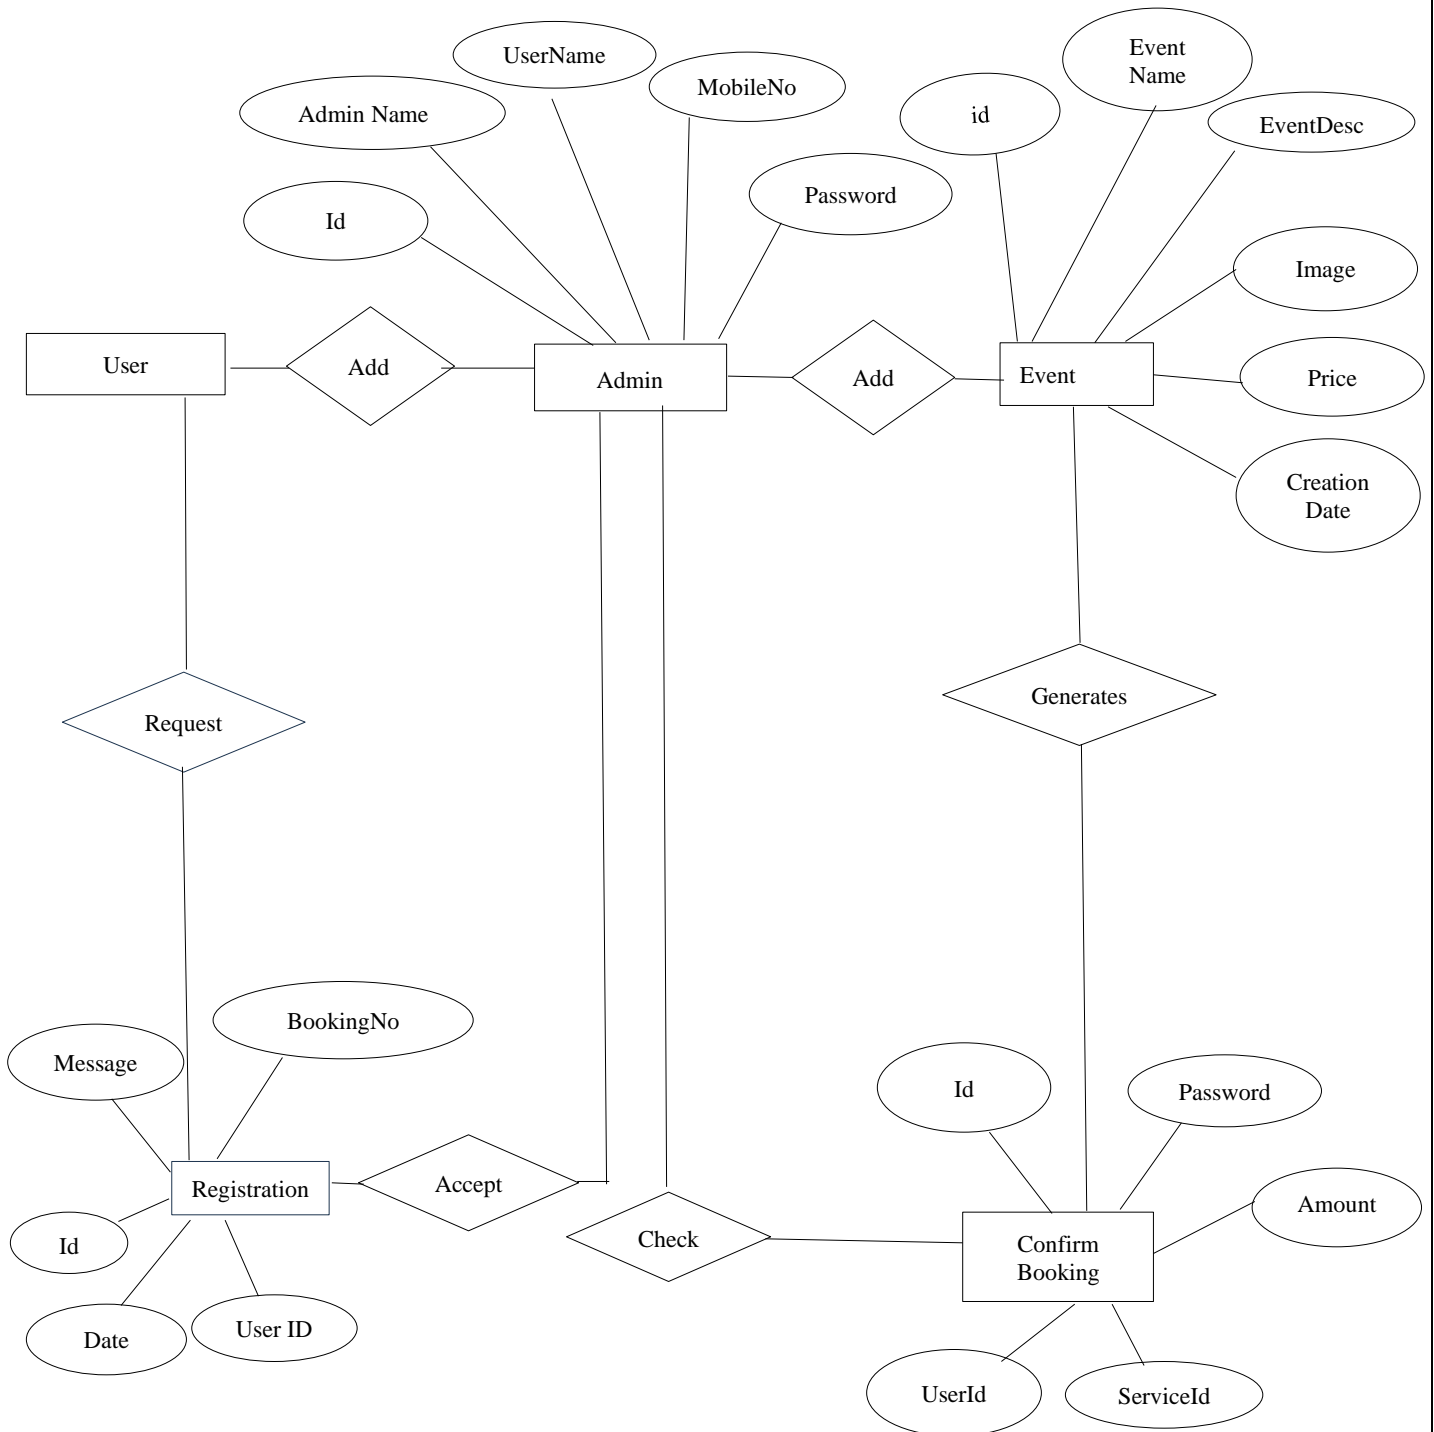 UserName
Event
Name
MobileNo
Admin Name
id
EventDesc
Password
Id
Image
User
Add
Admin
Add
Event
Price
Creation
Date
Generates
Request
BookingNo
Message
Id
Password
Registration
Accept
Amount
Check
Confirm
Booking
Id
Date
User ID
UserId
ServiceId